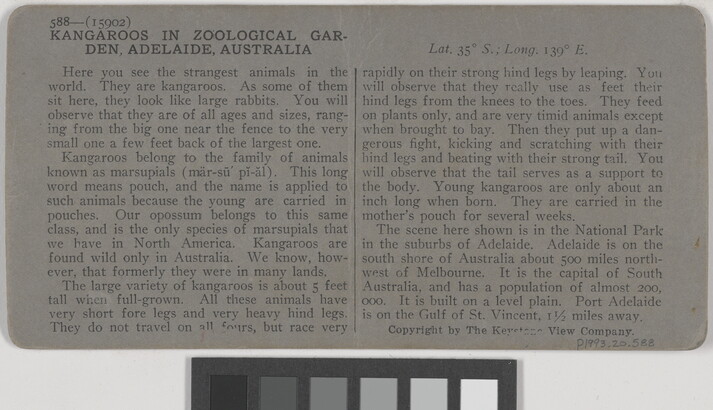 588—(15902)
KANGAROOS IN ZOOLOGICAL GAR-
DEN, ADELAIDE, AUSTRALIA
Here you see the strangest animals in the
world. They are kangaroos. As some of them
sit here, they look like large rabbits. You will
observe that they are of all ages and sizes, rang-
ing from the big one near the fence to the very
small one a few feet back of the largest one.
Kangaroos belong to the family of animals
known as marsupials (mär-sū´ pĭ-ăl). This long
word means pouch, and the name is applied to
such animals because the young are carried in
pouches. Our opossum belongs to this same
class, and is the only species of marsupials that
we have in North America. Kangaroos are
found wild only in Australia. We know, how-
ever, that formerly they were in many lands.
The large variety of kangaroos is about 5 feet
tall when full-grown. All these animals have
very short fore legs and very heavy hind legs.
They do not travel on all fours, but race very
Lat. 35° S.; Long. 139° E.
rapidly on their strong hind legs by leaping. You
will observe that they really use as feet their
hind legs from the knees to the toes. They feed
on plants only, and are very timid animals except
when brought to bay. Then they put up a dan-
gerous fight, kicking and scratching with their
hind legs and beating with their strong tail. You
will observe that the tail serves as a support to
the body. Young kangaroos are only about an
inch long when born. They are carried in the
mother's pouch for several weeks.
The scene here shown is in the National Park
in the suburbs of Adelaide. Adelaide is on the
south shore of Australia about 500 miles north-
west of Melbourne. It is the capital of South
Australia, and has a population of almost 200,
000. It is built on a level plain. Port Adelaide
is on the Gulf of St. Vincent, 1½ miles away.
Copyright by The Keystone View Company.
P1993.20.588